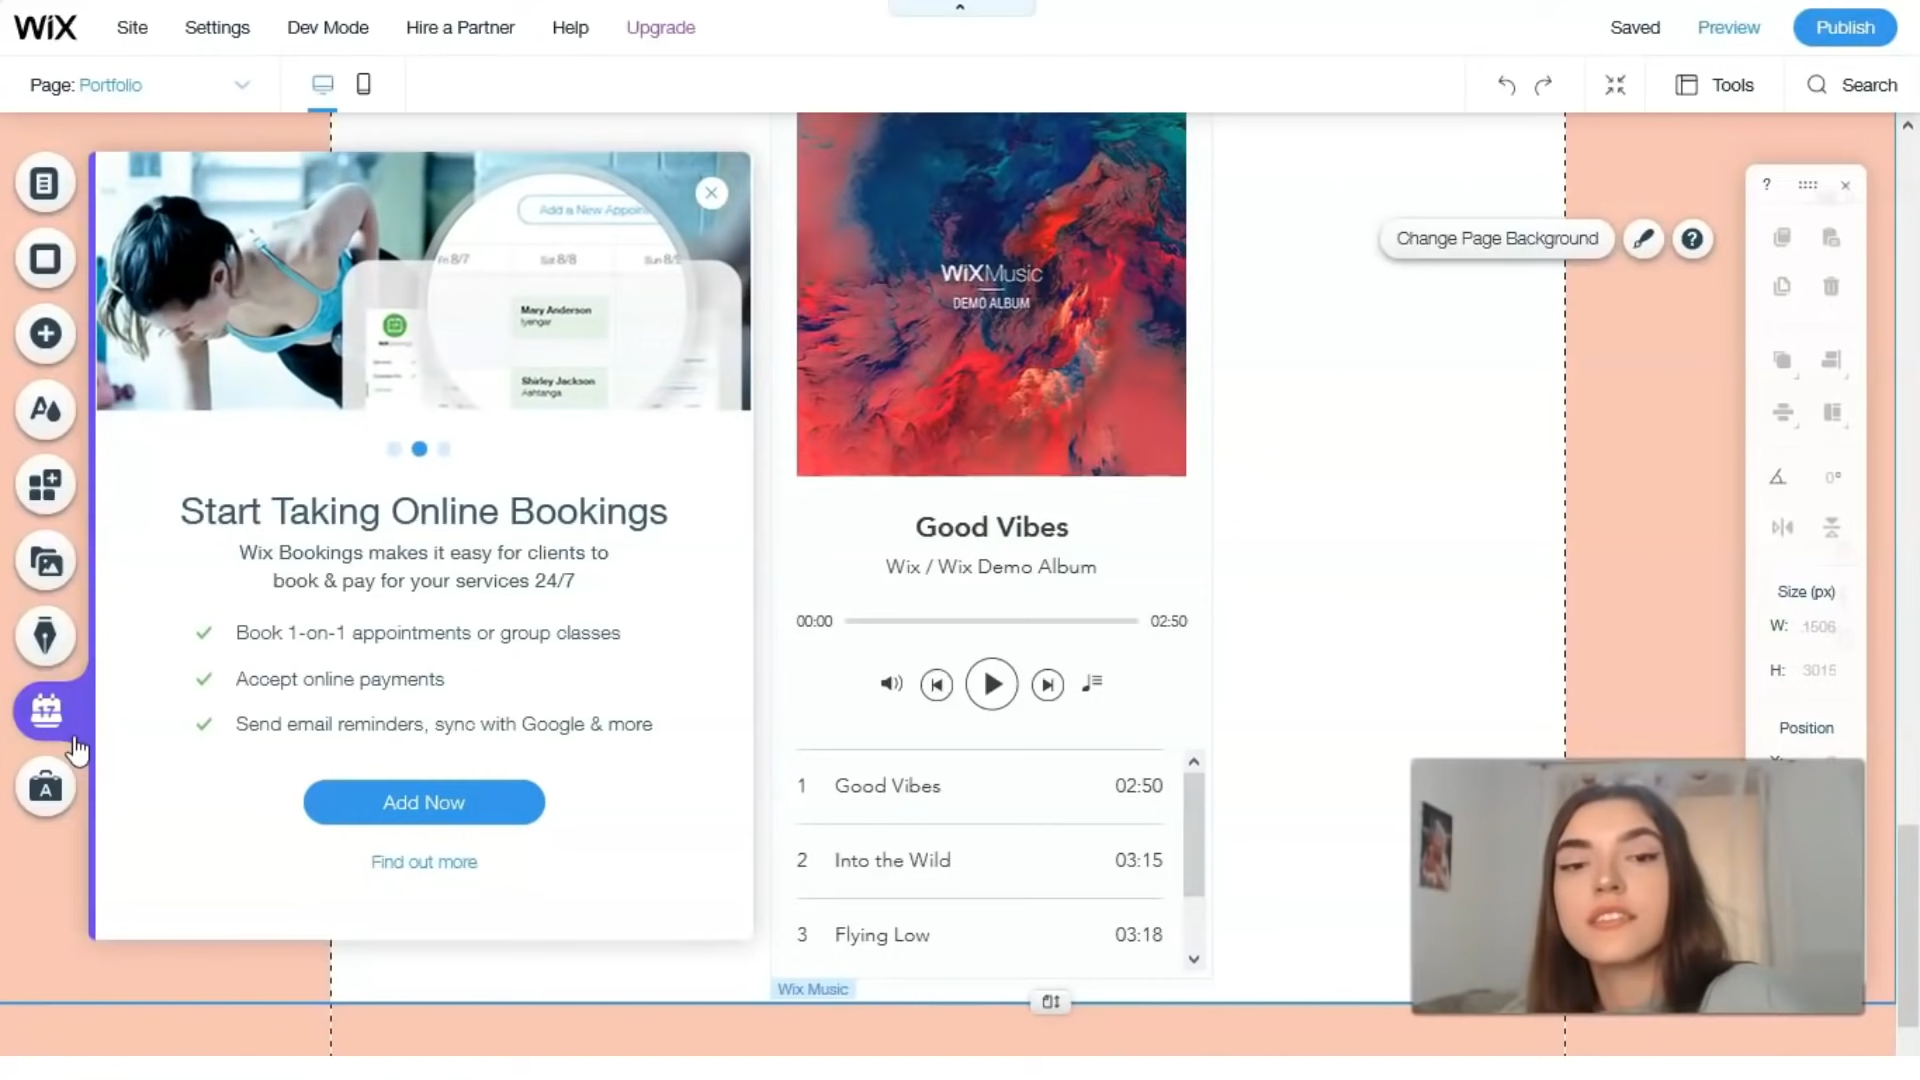 WiX
Site
Settings
Dev Mode
Hire a Partner
Help
Upgrade
Saved
Preview
Publish
Page: Portfolio
Tools
Search
Add a New
Fri 8/7
Sat 8/8
Sun 8/
Mary Anderson
Iyengar
Shirley Jackson
Ashtanga
Start Taking Online Bookings
Wix Bookings makes it easy for clients to
book & pay for your services 24/7
Book 1-on-1 appointments or group classes
Accept online payments
Send email reminders, sync with Google & more
Add Now
Find out more
17
A
WiXMusic
DEMO ALBUM
Good Vibes
Wix / Wix Demo Album
00:00
02:50
1 Good Vibes 02:50
2 Into the Wild 03:15
3 Flying Low 03:18
Wix Music
Change Page Background
?
?
0°
Size (px)
W: 1506
H: 3015
Position